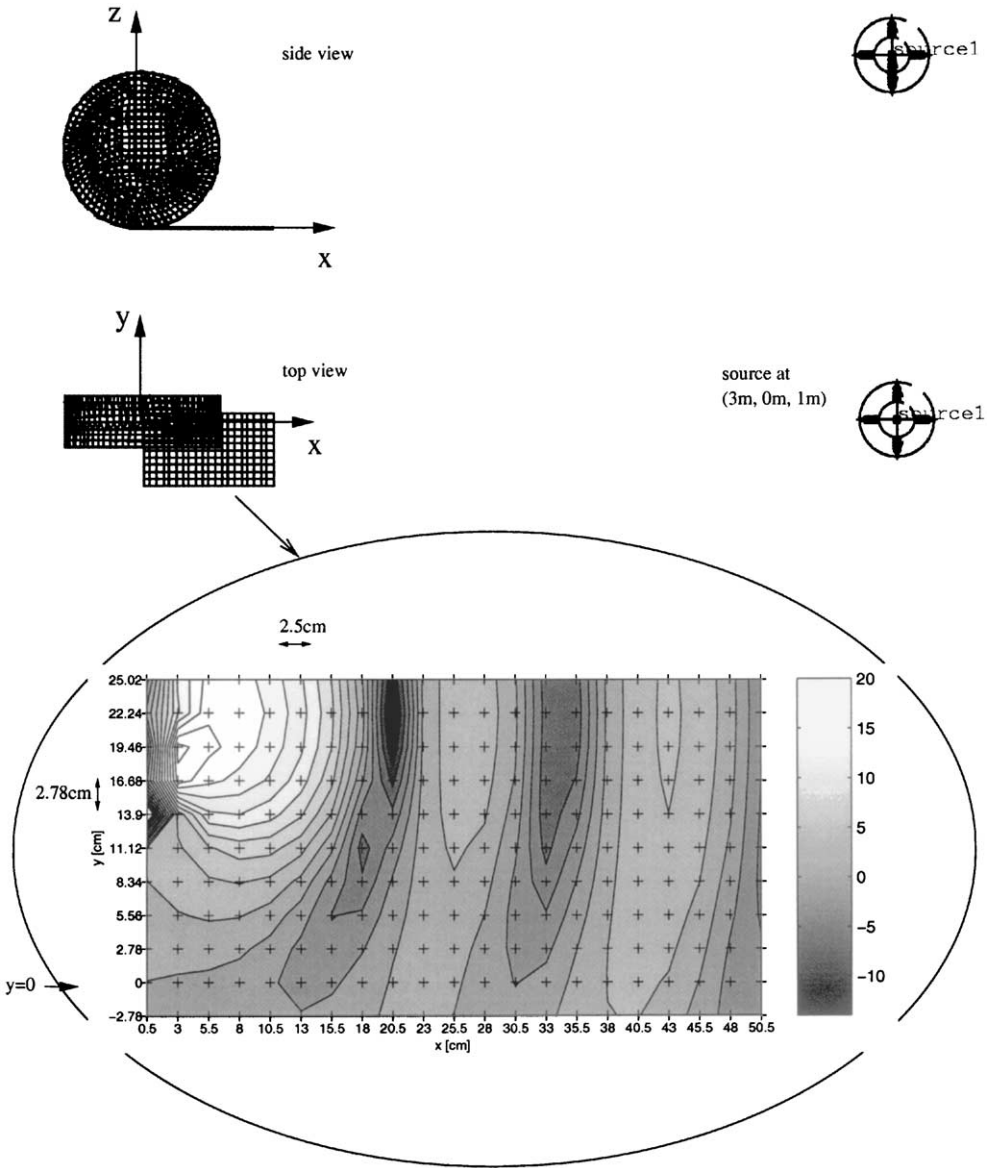 z
side view
source1
x
y
top view
source at
(3m, 0m, 1m)
source1
x
2.5cm
25.02
22.24
19.46
16.68
13.9
11.12
8.34
5.56
2.78
0
−2.78
y [cm]
2.78cm
y=0
0.5 3 5.5 8 10.5 13 15.5 18 20.5 23 25.5 28 30.5 33 35.5 38 40.5 43 45.5 48 50.5
x [cm]
20
15
10
5
0
−5
−10